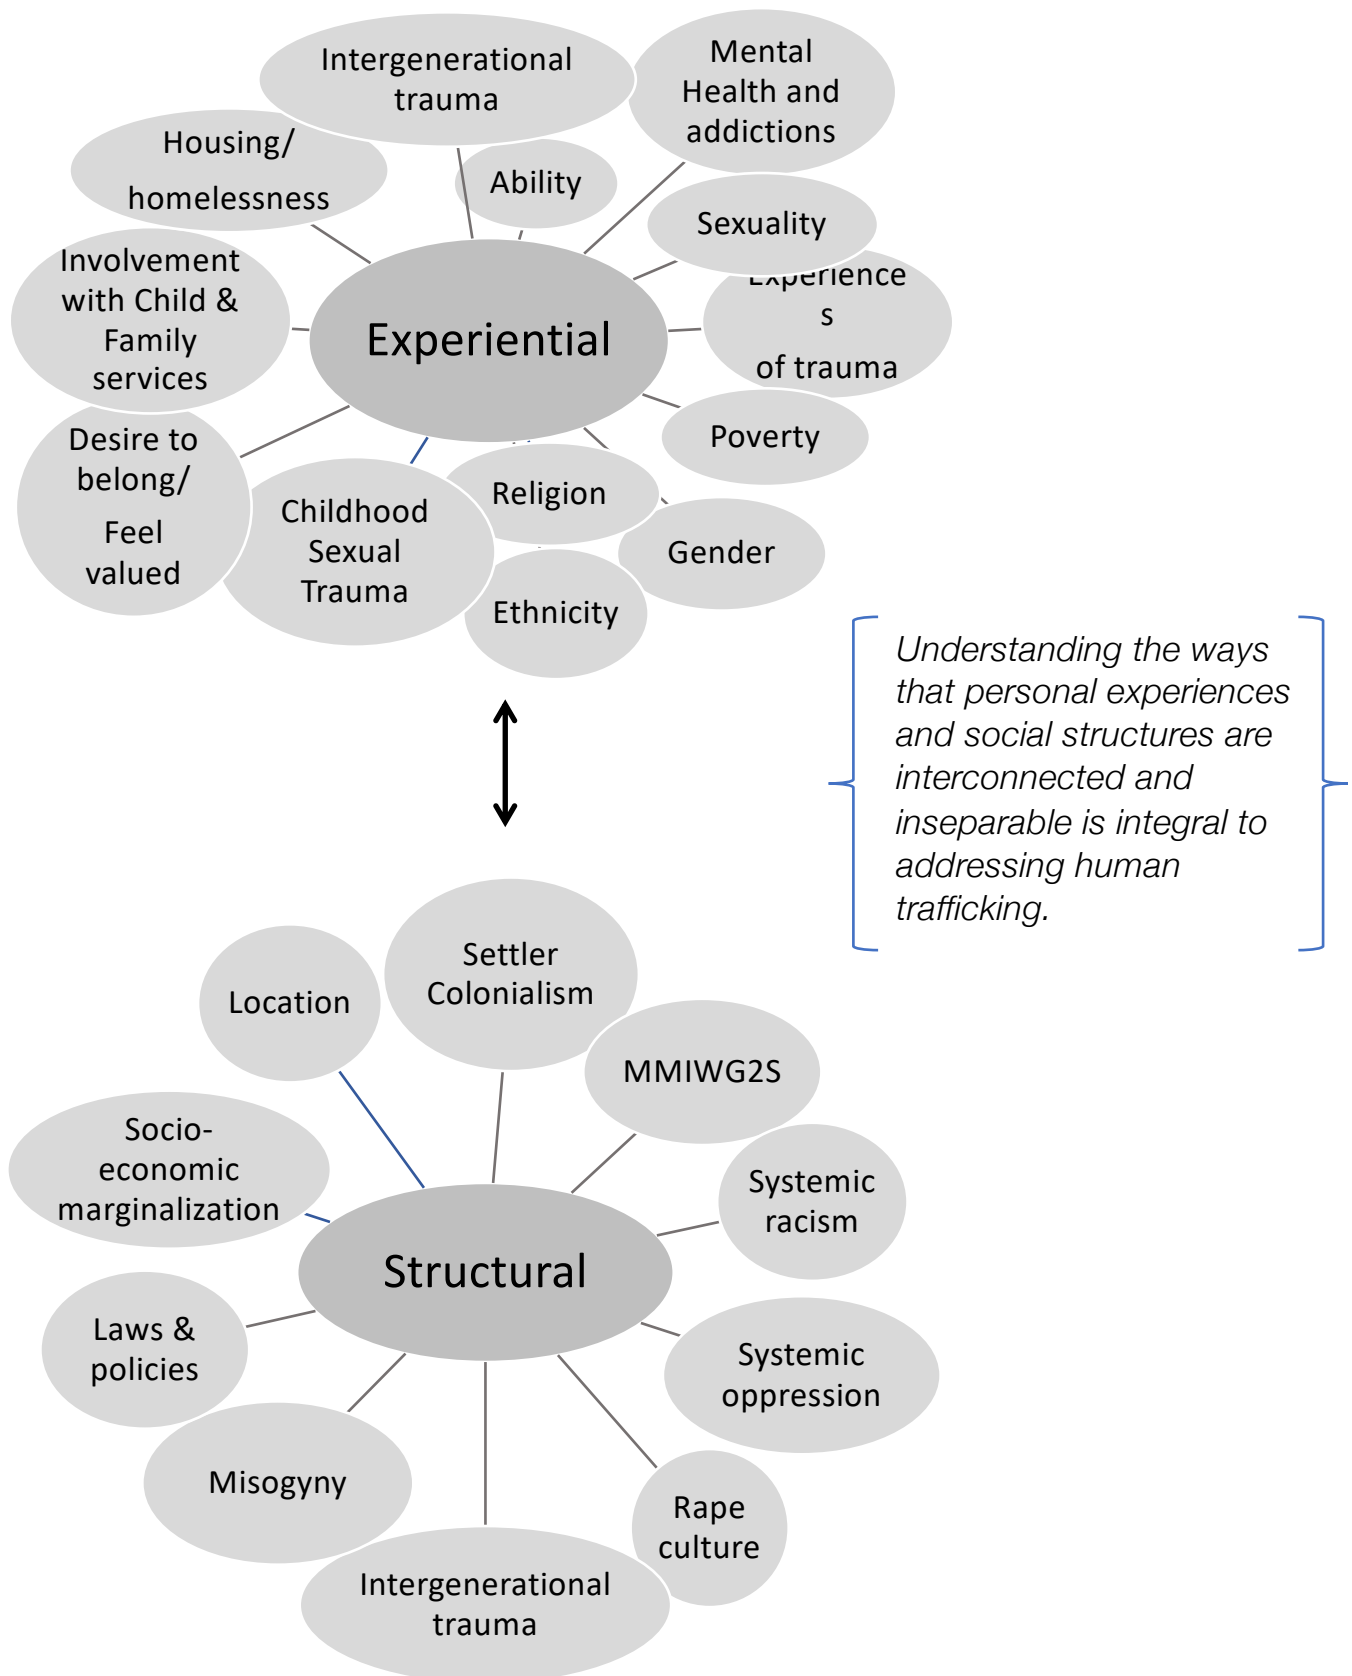 Intergenerational
trauma
Mental
Health and
addictions
Housing/
homelessness
Ability
Sexuality
Involvement
with Child &
Family
services
Experiential
Experience
s
of trauma
Desire to
belong/
Feel
valued
Poverty
Childhood
Sexual
Trauma
Religion
Gender
Ethnicity
Understanding the ways
that personal experiences
and social structures are
interconnected and
inseparable is integral to
addressing human
trafficking.
Settler
Colonialism
Location
MMIWG2S
Socio-
economic
marginalization
Systemic
racism
Structural
Laws &
policies
Systemic
oppression
Misogyny
Rape
culture
Intergenerational
trauma